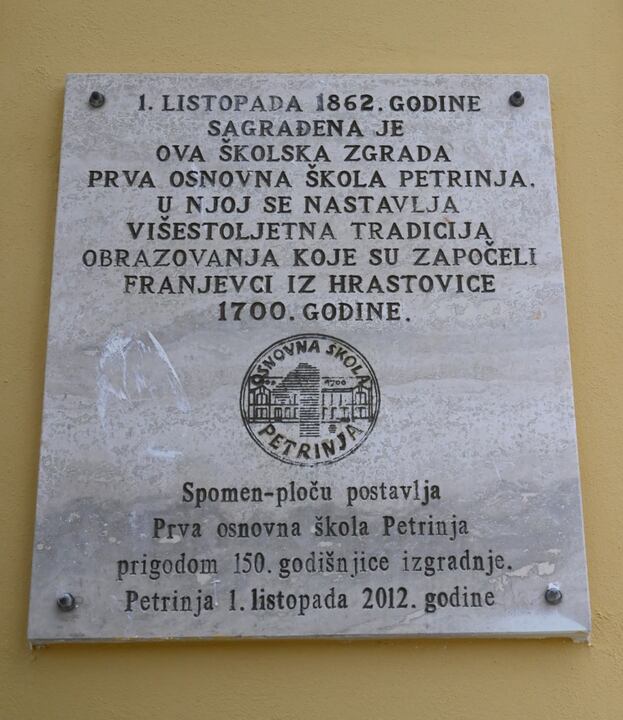 1. LISTOPADA 1862. GODINE
SAGRAĐENA JE
OVA ŠKOLSKA ZGRADA
PRVA OSNOVNA ŠKOLA PETRINJA.
U NJOJ SE NASTAVLJA
VIŠESTOLJETNA TRADICIJA
OBRAZOVANJA KOJE SU ZAPOČELI
FRANJEVCI IZ HRASTOVICE
1700. GODINE.
OSNOVNA ŠKOLA
1700
PETRINJA
Spomen-ploču postavlja
Prva osnovna škola Petrinja
prigodom 150. godišnjice izgradnje.
Petrinja 1. listopada 2012. godine